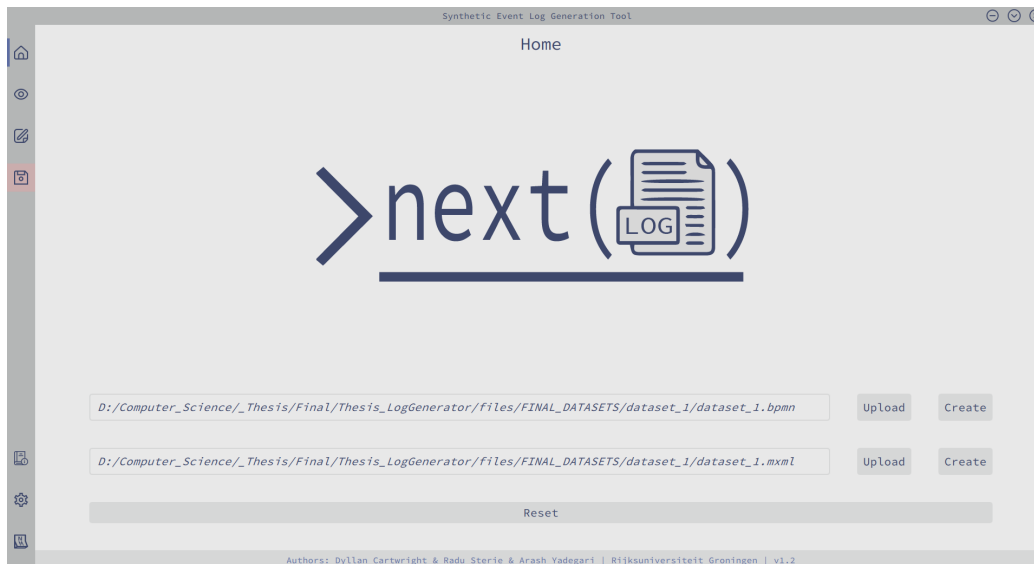 Synthetic Event Log Generation Tool
Home
>next(LOG)
D:/Computer_Science/_Thesis/Final/Thesis_LogGenerator/files/FINAL_DATASETS/dataset_1/dataset_1.bpmn Upload Create
D:/Computer_Science/_Thesis/Final/Thesis_LogGenerator/files/FINAL_DATASETS/dataset_1/dataset_1.mxml Upload Create
Reset
Authors: Dyllan Cartwright & Radu Sterie & Arash Yadegari | Rijksuniversiteit Groningen | v1.2